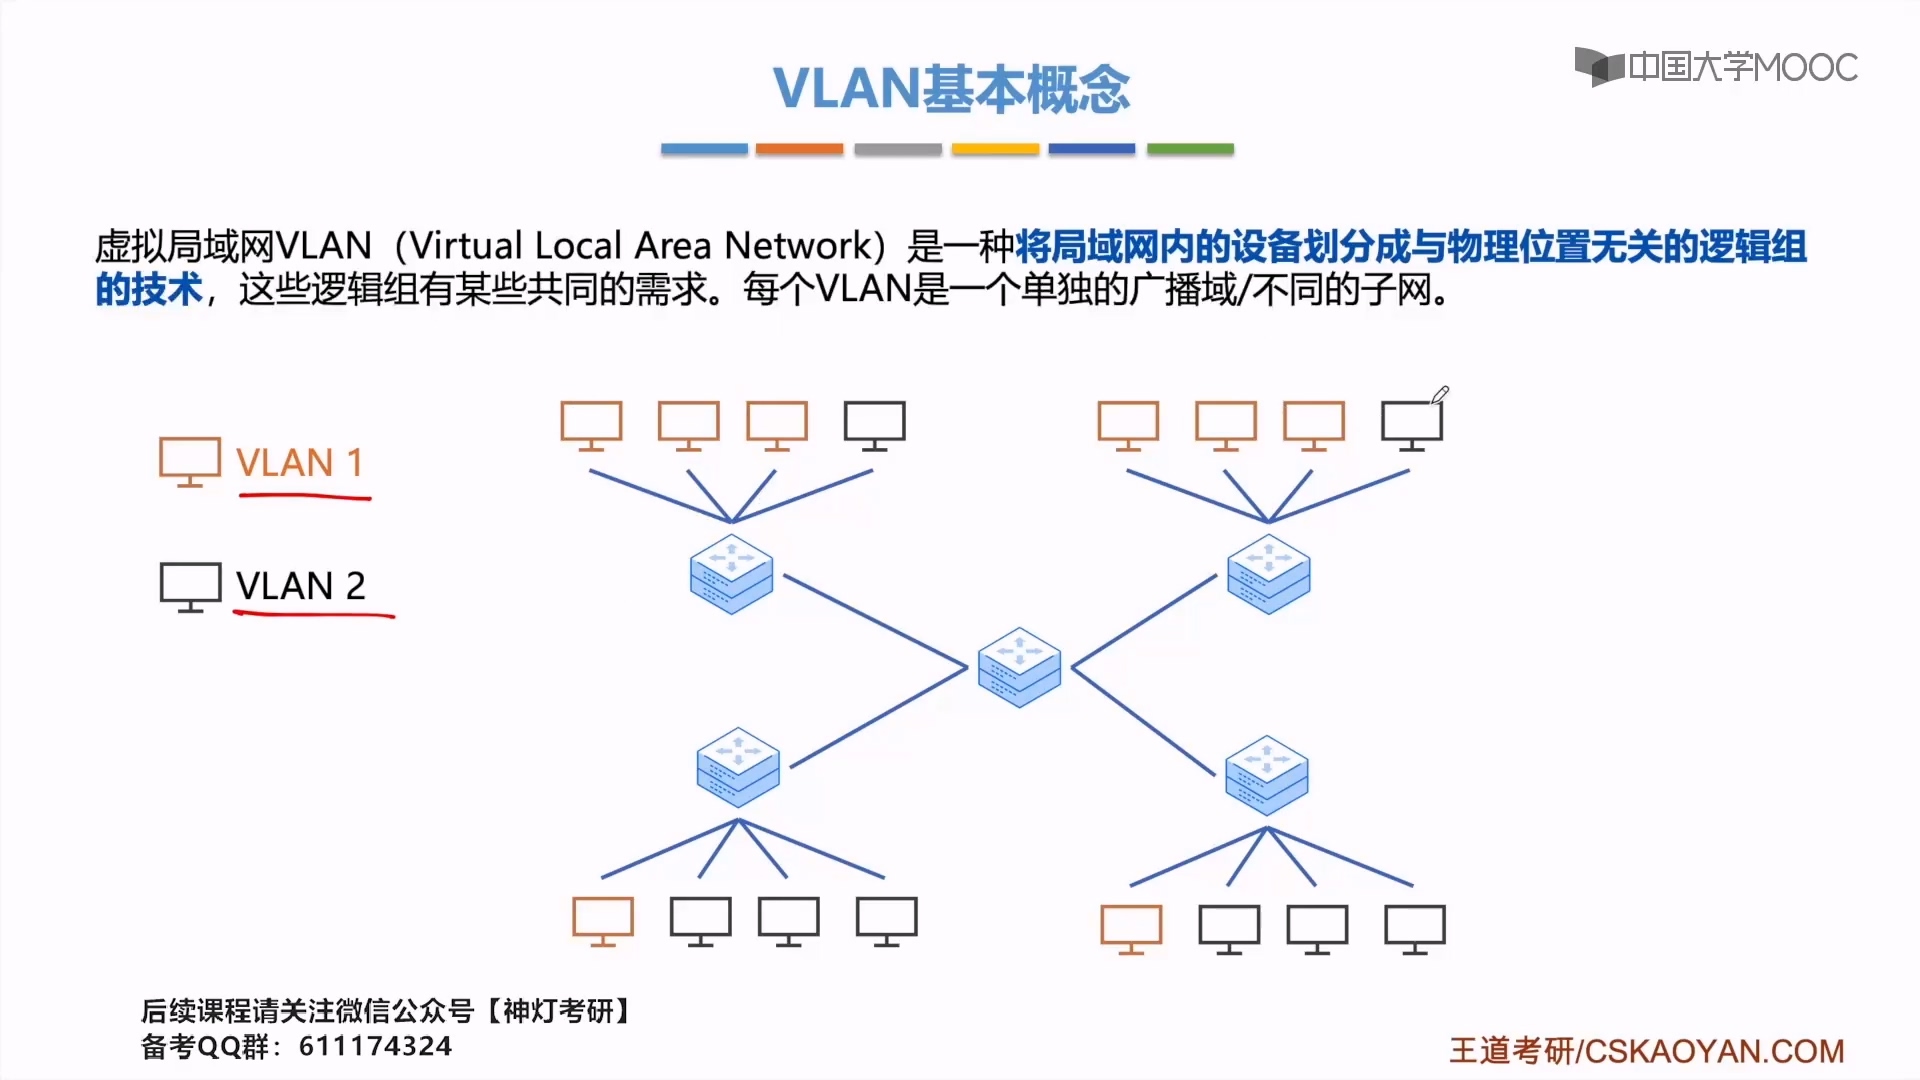 中国大学MOOC
VLAN基本概念
虚拟局域网VLAN（Virtual Local Area Network）是一种将局域网内的设备划分成与物理位置无关的逻辑组
的技术，这些逻辑组有某些共同的需求。每个VLAN是一个单独的广播域/不同的子网。
VLAN 1
VLAN 2
后续课程请关注微信公众号【神灯考研】
备考QQ群：611174324
王道考研/CSKAOYAN.COM